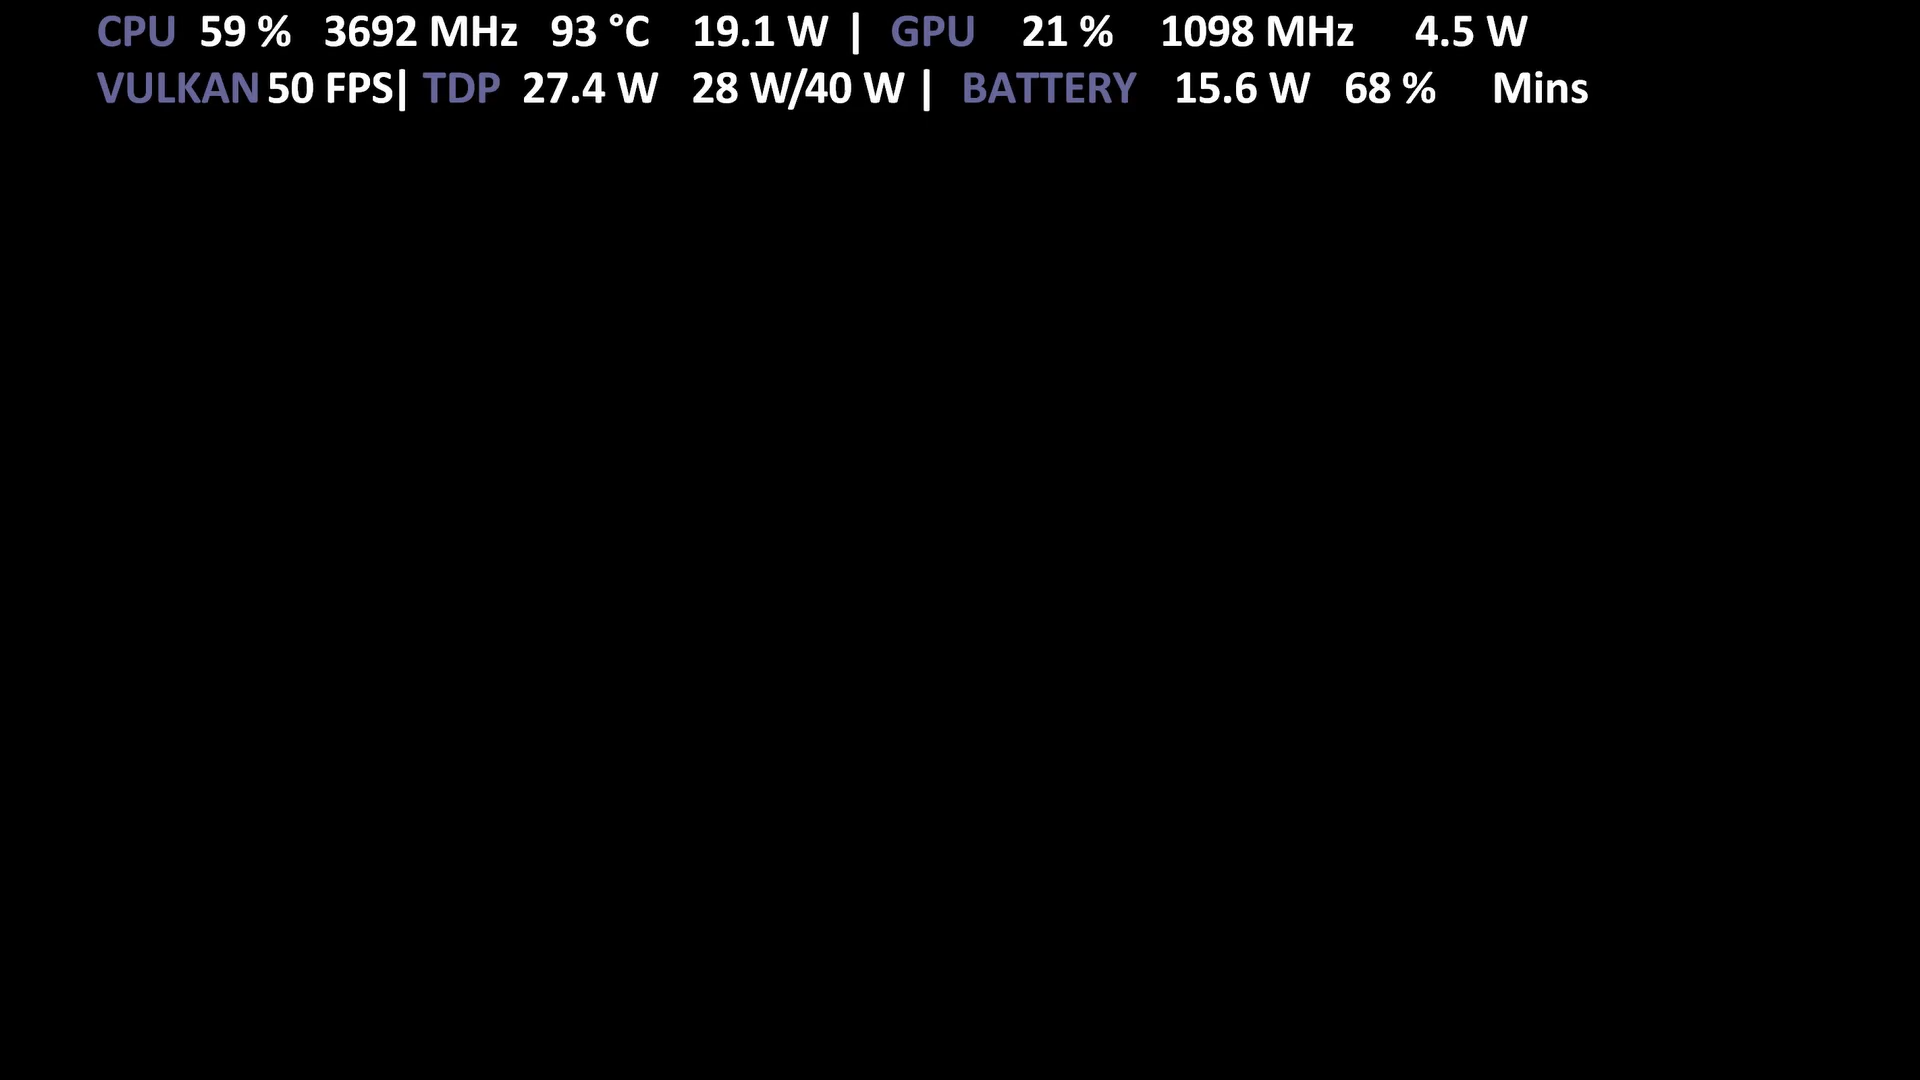 CPU 59 % 3692 MHz 93 °C 19.1 W | GPU 21 % 1098 MHz 4.5 W
VULKAN 50 FPS| TDP 27.4 W 28 W/40 W | BATTERY 15.6 W 68 % Mins